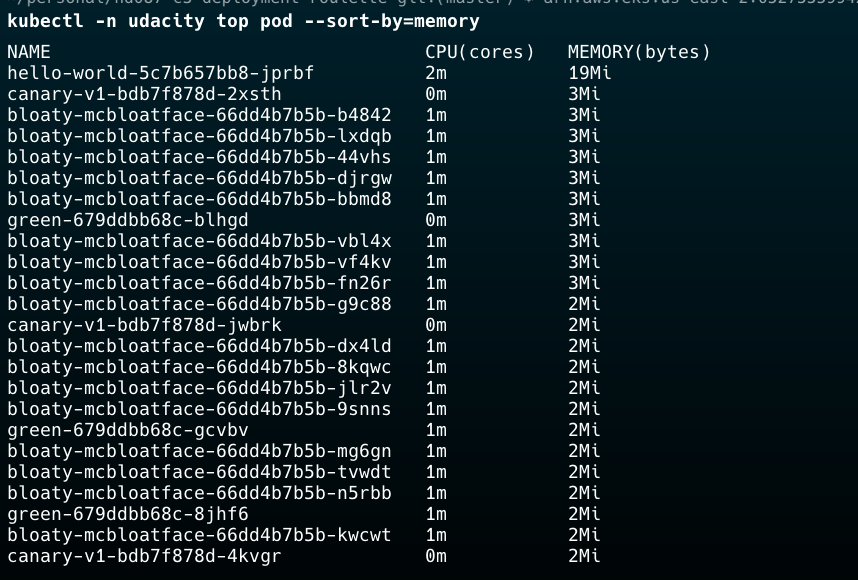 kubectl -n udacity top pod --sort-by=memory
NAME CPU(cores) MEMORY(bytes)
hello-world-5c7b657bb8-jprbf 2m 19Mi
canary-v1-bdb7f878d-2xsth 0m 3Mi
bloaty-mcbloatface-66dd4b7b5b-b4842 1m 3Mi
bloaty-mcbloatface-66dd4b7b5b-lxdqb 1m 3Mi
bloaty-mcbloatface-66dd4b7b5b-44vhs 1m 3Mi
bloaty-mcbloatface-66dd4b7b5b-djrgw 1m 3Mi
bloaty-mcbloatface-66dd4b7b5b-bbmd8 1m 3Mi
green-679ddbb68c-blhgd 0m 3Mi
bloaty-mcbloatface-66dd4b7b5b-vbl4x 1m 3Mi
bloaty-mcbloatface-66dd4b7b5b-vf4kv 1m 3Mi
bloaty-mcbloatface-66dd4b7b5b-fn26r 1m 3Mi
bloaty-mcbloatface-66dd4b7b5b-g9c88 1m 2Mi
canary-v1-bdb7f878d-jwbrk 0m 2Mi
bloaty-mcbloatface-66dd4b7b5b-dx4ld 1m 2Mi
bloaty-mcbloatface-66dd4b7b5b-8kqwc 1m 2Mi
bloaty-mcbloatface-66dd4b7b5b-jlr2v 1m 2Mi
bloaty-mcbloatface-66dd4b7b5b-9snns 1m 2Mi
green-679ddbb68c-gcvbv 1m 2Mi
bloaty-mcbloatface-66dd4b7b5b-mg6gn 1m 2Mi
bloaty-mcbloatface-66dd4b7b5b-tvwdt 1m 2Mi
bloaty-mcbloatface-66dd4b7b5b-n5rbb 1m 2Mi
green-679ddbb68c-8jhf6 1m 2Mi
bloaty-mcbloatface-66dd4b7b5b-kwcwt 1m 2Mi
canary-v1-bdb7f878d-4kvgr 0m 2Mi